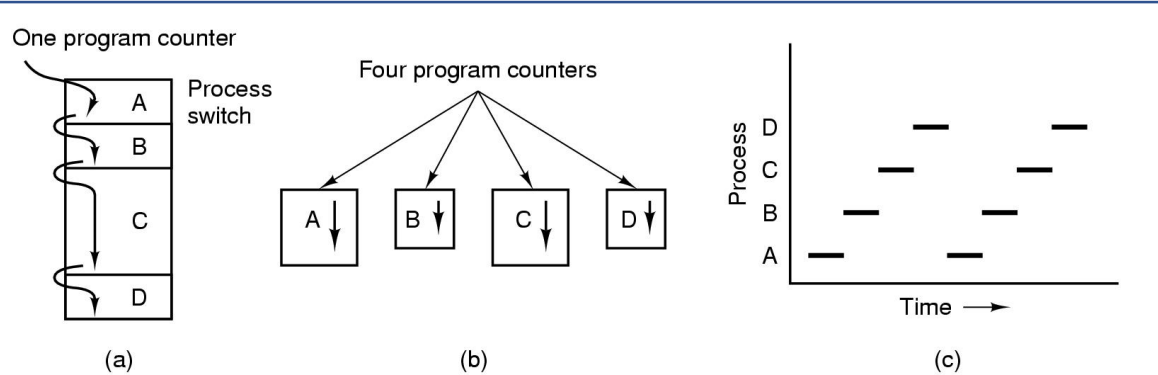 One program counter
A
Process
switch
B
C
D
(a)
Four program counters
A
B
C
D
(b)
Process
D
C
B
A
Time
(c)